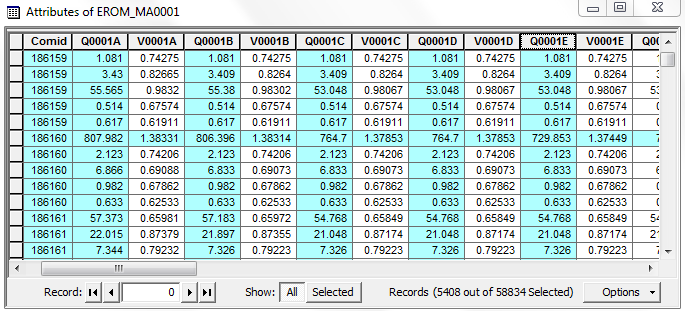 Attributes of EROM_MA0001
Comid Q0001A V0001A Q0001B V0001B Q0001C V0001C Q0001D V0001D Q0001E V0001E Q00
186159 1.081 0.74275 1.081 0.74275 1.081 0.74275 1.081 0.74275 1.081 0.74275 1
186159 3.43 0.82665 3.409 0.8264 3.409 0.8264 3.409 0.8264 3.409 0.8264 3.
186159 55.565 0.9832 55.38 0.98302 53.048 0.98067 53.048 0.98067 53.048 0.98067 53
186159 0.514 0.67574 0.514 0.67574 0.514 0.67574 0.514 0.67574 0.514 0.67574 0
186159 0.617 0.61911 0.617 0.61911 0.617 0.61911 0.617 0.61911 0.617 0.61911 0
186160 807.982 1.38331 806.396 1.38314 764.7 1.37853 764.7 1.37853 729.853 1.37449 7
186160 2.123 0.74206 2.123 0.74206 2.123 0.74206 2.123 0.74206 2.123 0.74206 2
186160 6.866 0.69088 6.833 0.69073 6.833 0.69073 6.833 0.69073 6.833 0.69073 6.
186160 0.982 0.67862 0.982 0.67862 0.982 0.67862 0.982 0.67862 0.982 0.67862 0
186160 0.633 0.62533 0.633 0.62533 0.633 0.62533 0.633 0.62533 0.633 0.62533 0
186161 57.373 0.65981 57.183 0.65972 54.768 0.65849 54.768 0.65849 54.768 0.65849 54
186161 22.015 0.87379 21.897 0.87355 21.048 0.87174 21.048 0.87174 21.048 0.87174 21
186161 7.344 0.79232 7.326 0.79223 7.326 0.79223 7.326 0.79223 7.326 0.79223 7.
Record: 0 Show: All Selected Records (5408 out of 58834 Selected) Options